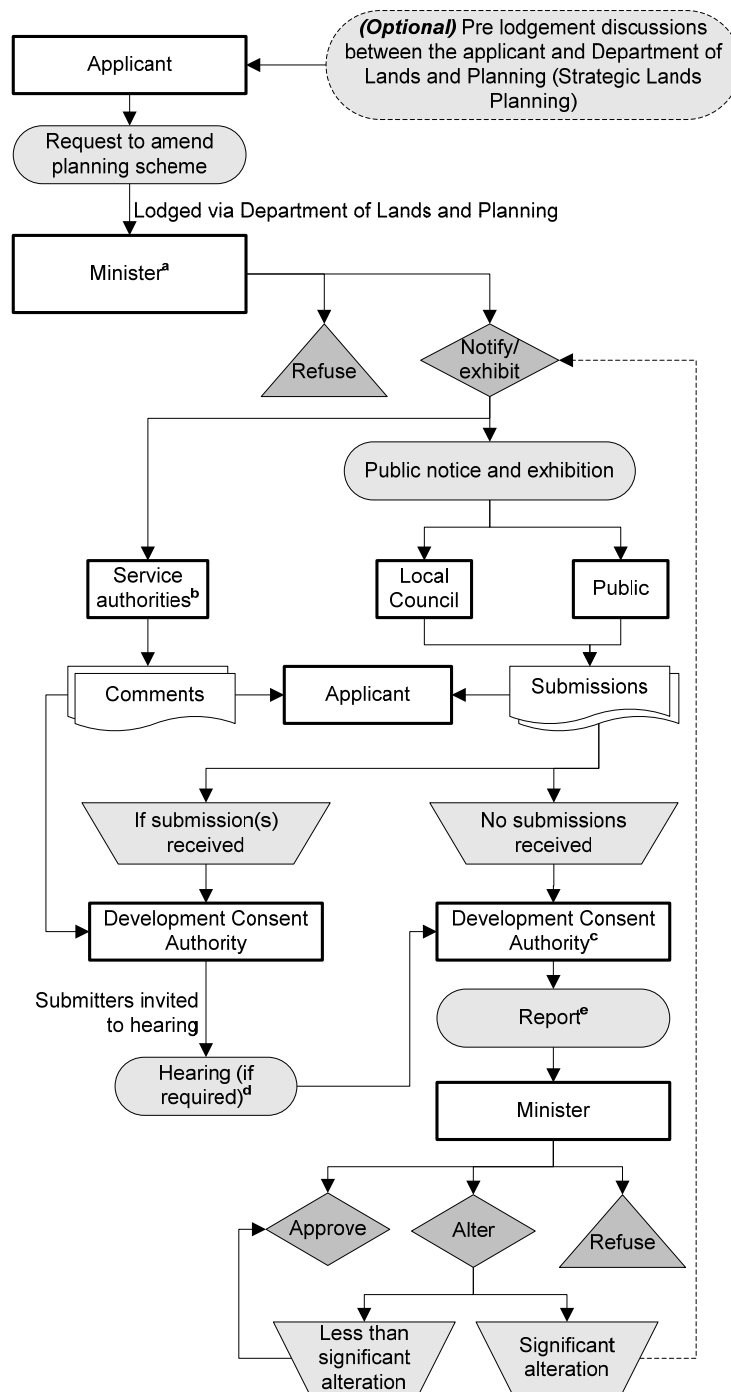 (Optional) Pre lodgement discussions
between the applicant and Department of
Lands and Planning (Strategic Lands
Planning)
Applicant
Request to amend
planning scheme
Lodged via Department of Lands and Planning
Minister a
Refuse
Notify/
exhibit
Public notice and exhibition
Service
authorities b
Local
Council
Public
Comments
Applicant
Submissions
If submission(s)
received
No submissions
received
Development Consent
Authority
Development Consent
Authority c
Submitters invited
to hearing
Report e
Hearing (if
required) d
Minister
Approve
Alter
Refuse
Less than
significant
alteration
Significant
alteration